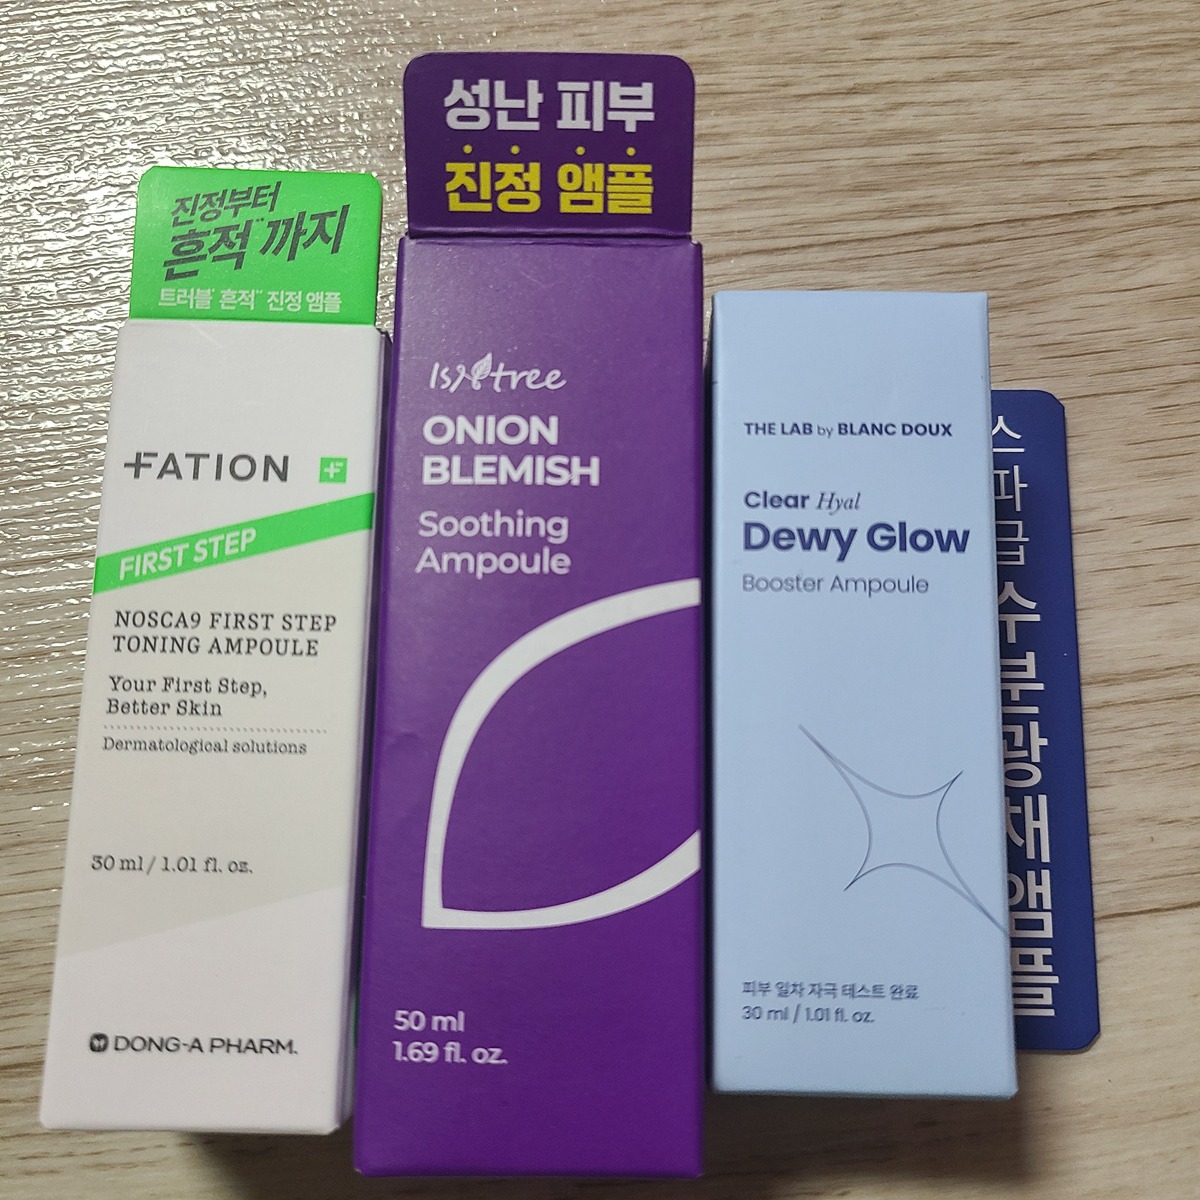 진정부터
흔적¨까지
트러블* 흔적** 진정 앰플
FATION
FIRST STEP
NOSCA9 FIRST STEP
TONING AMPOULE
Your First Step,
Better Skin
Dermatological solutions
30 ml / 1.01 fl. oz.
DONG-A PHARM.
성난 피부
진정 앰플
Isntree
ONION
BLEMISH
Soothing
Ampoule
50 ml
1.69 fl. oz.
THE LAB by BLANC DOUX
Clear Hyal
Dewy Glow
Booster Ampoule
피부 일차 자극 테스트 완료
30 ml / 1.01 fl. oz.
스파급 수분광채앰플